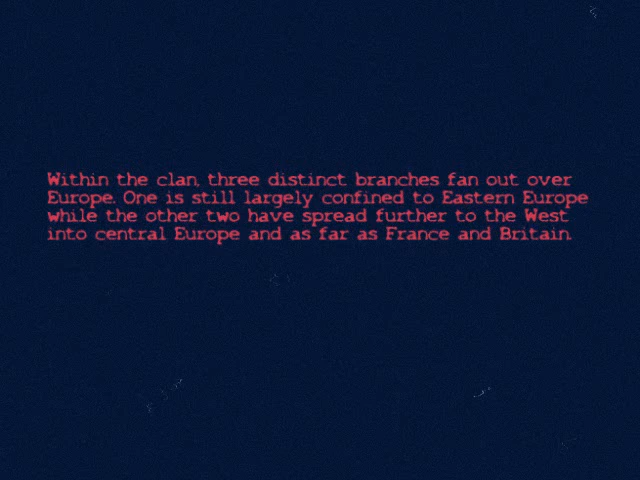 Within the clan, three distinct branches fan out over
Europe. One is still largely confined to Eastern Europe
while the other two have spread further to the West
into central Europe and as far as France and Britain.